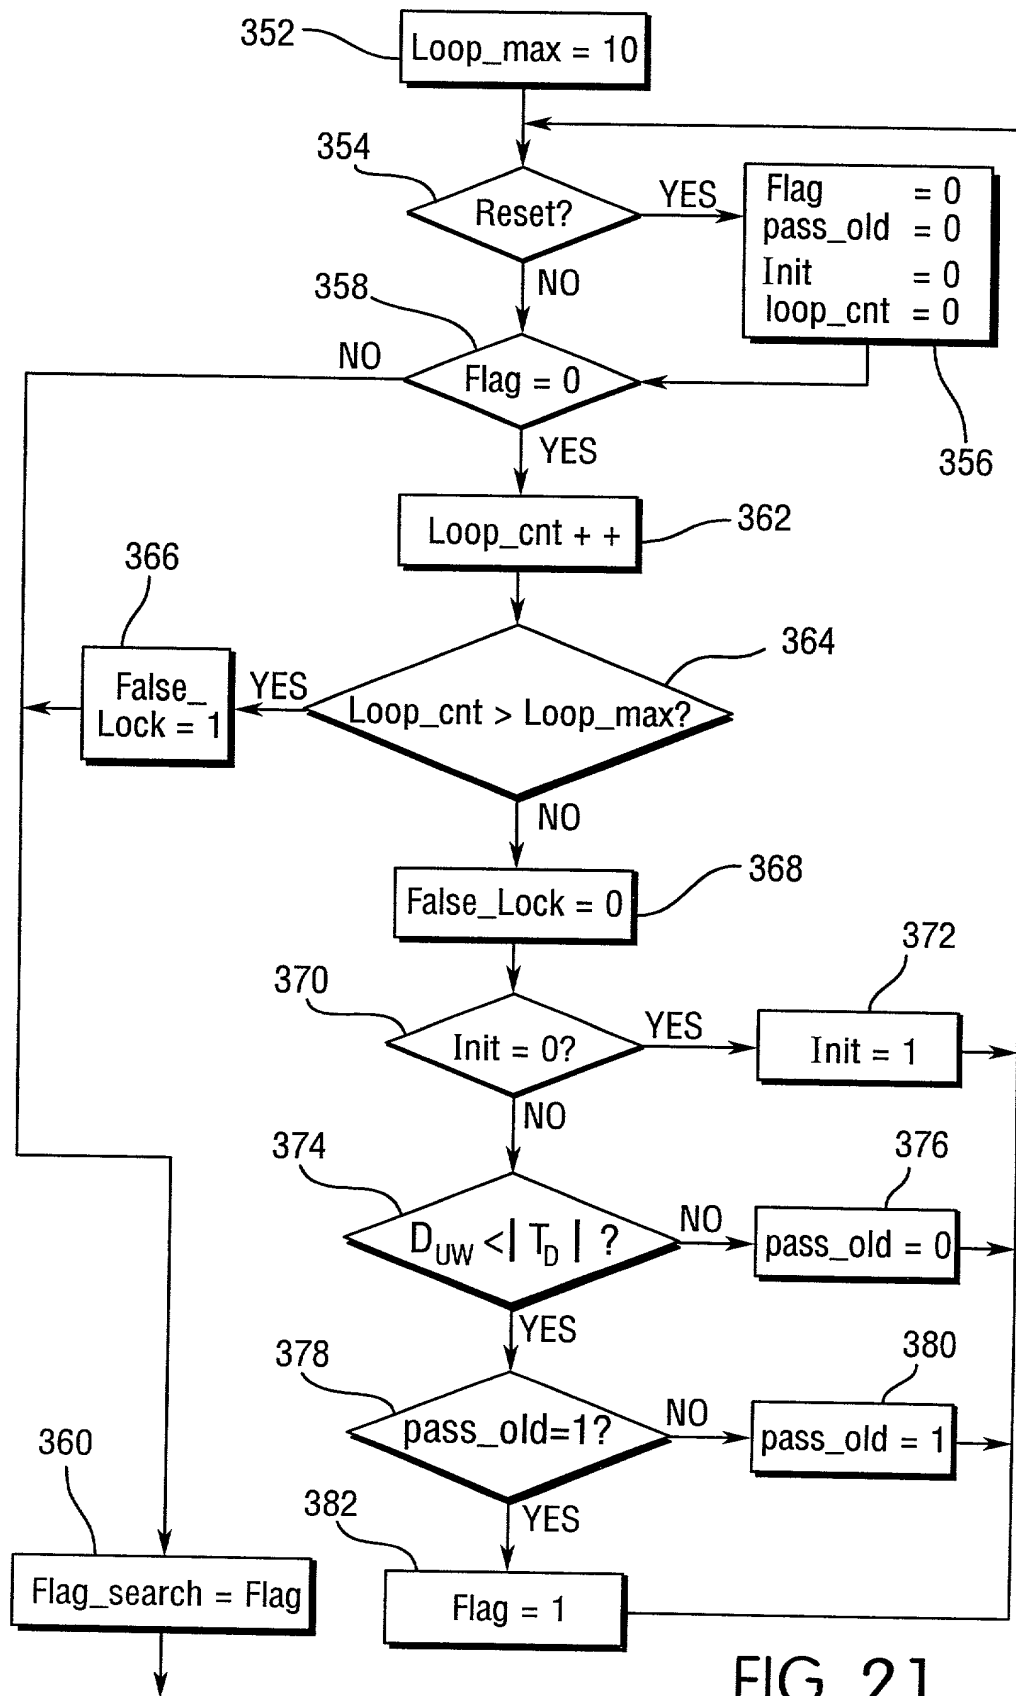 352
Loop_max = 10
354
Reset?
YES
Flag = 0
pass_old = 0
Init = 0
loop_cnt = 0
356
NO
358
Flag = 0
NO
YES
Loop_cnt + +
362
366
False_
Lock = 1
YES
Loop_cnt > Loop_max?
364
NO
False_Lock = 0
368
370
Init = 0?
YES
372
Init = 1
NO
374
D_UW <| T_D | ?
NO
376
pass_old = 0
YES
378
pass_old=1?
NO
380
pass_old = 1
YES
382
Flag = 1
360
Flag_search = Flag
FIG. 21